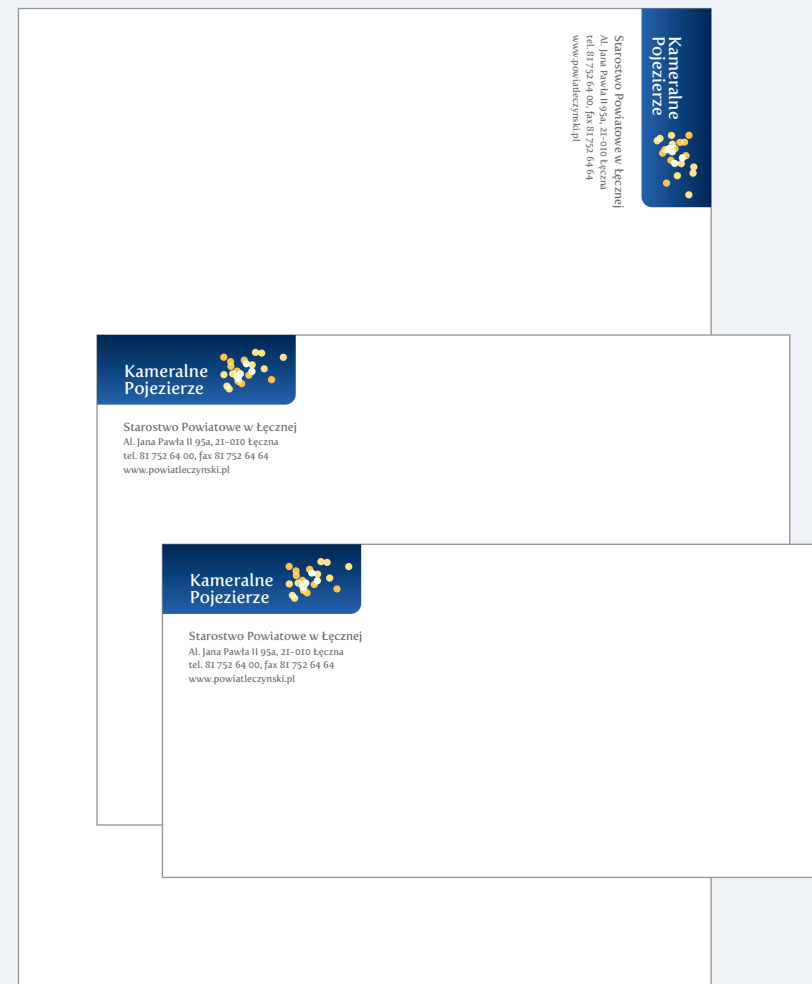 Kameralne
Pojezierze
Starostwo Powiatowe w Łęcznej
Al. Jana Pawła II 95a, 21-010 Łęczna
tel. 81 752 64 00, fax 81 752 64 64
www.powiatleczynski.pl
Kameralne
Pojezierze
Starostwo Powiatowe w Łęcznej
Al. Jana Pawła II 95a, 21-010 Łęczna
tel. 81 752 64 00, fax 81 752 64 64
www.powiatleczynski.pl
Kameralne
Pojezierze
Starostwo Powiatowe w Łęcznej
Al. Jana Pawła II 95a, 21-010 Łęczna
tel. 81 752 64 00, fax 81 752 64 64
www.powiatleczynski.pl